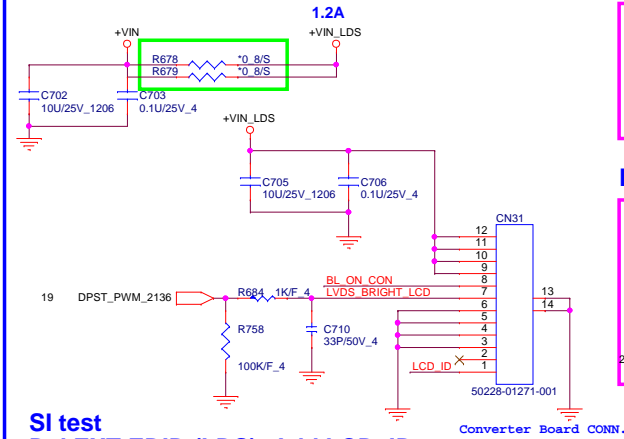 1.2A
+VIN
+VIN_LDS
R678 *0_8/S
R679 *0_8/S
C702
10U/25V_1206
C703
0.1U/25V_4
+VIN_LDS
C705
10U/25V_1206
C706
0.1U/25V_4
CN31
12
11
10
9
8
7
6
5
4
3
2
1
13
14
BL_ON_CON
LVDS_BRIGHT_LCD
19 DPST_PWM_2136
R684 1K/F_4
R758
100K/F_4
C710
33P/50V_4
LCD_ID
50228-01271-001
Converter Board CONN.
SI test